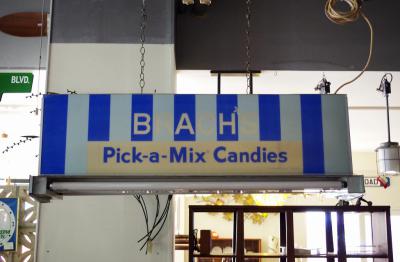 BLVD.
BRACH'S
Pick-a-Mix Candies